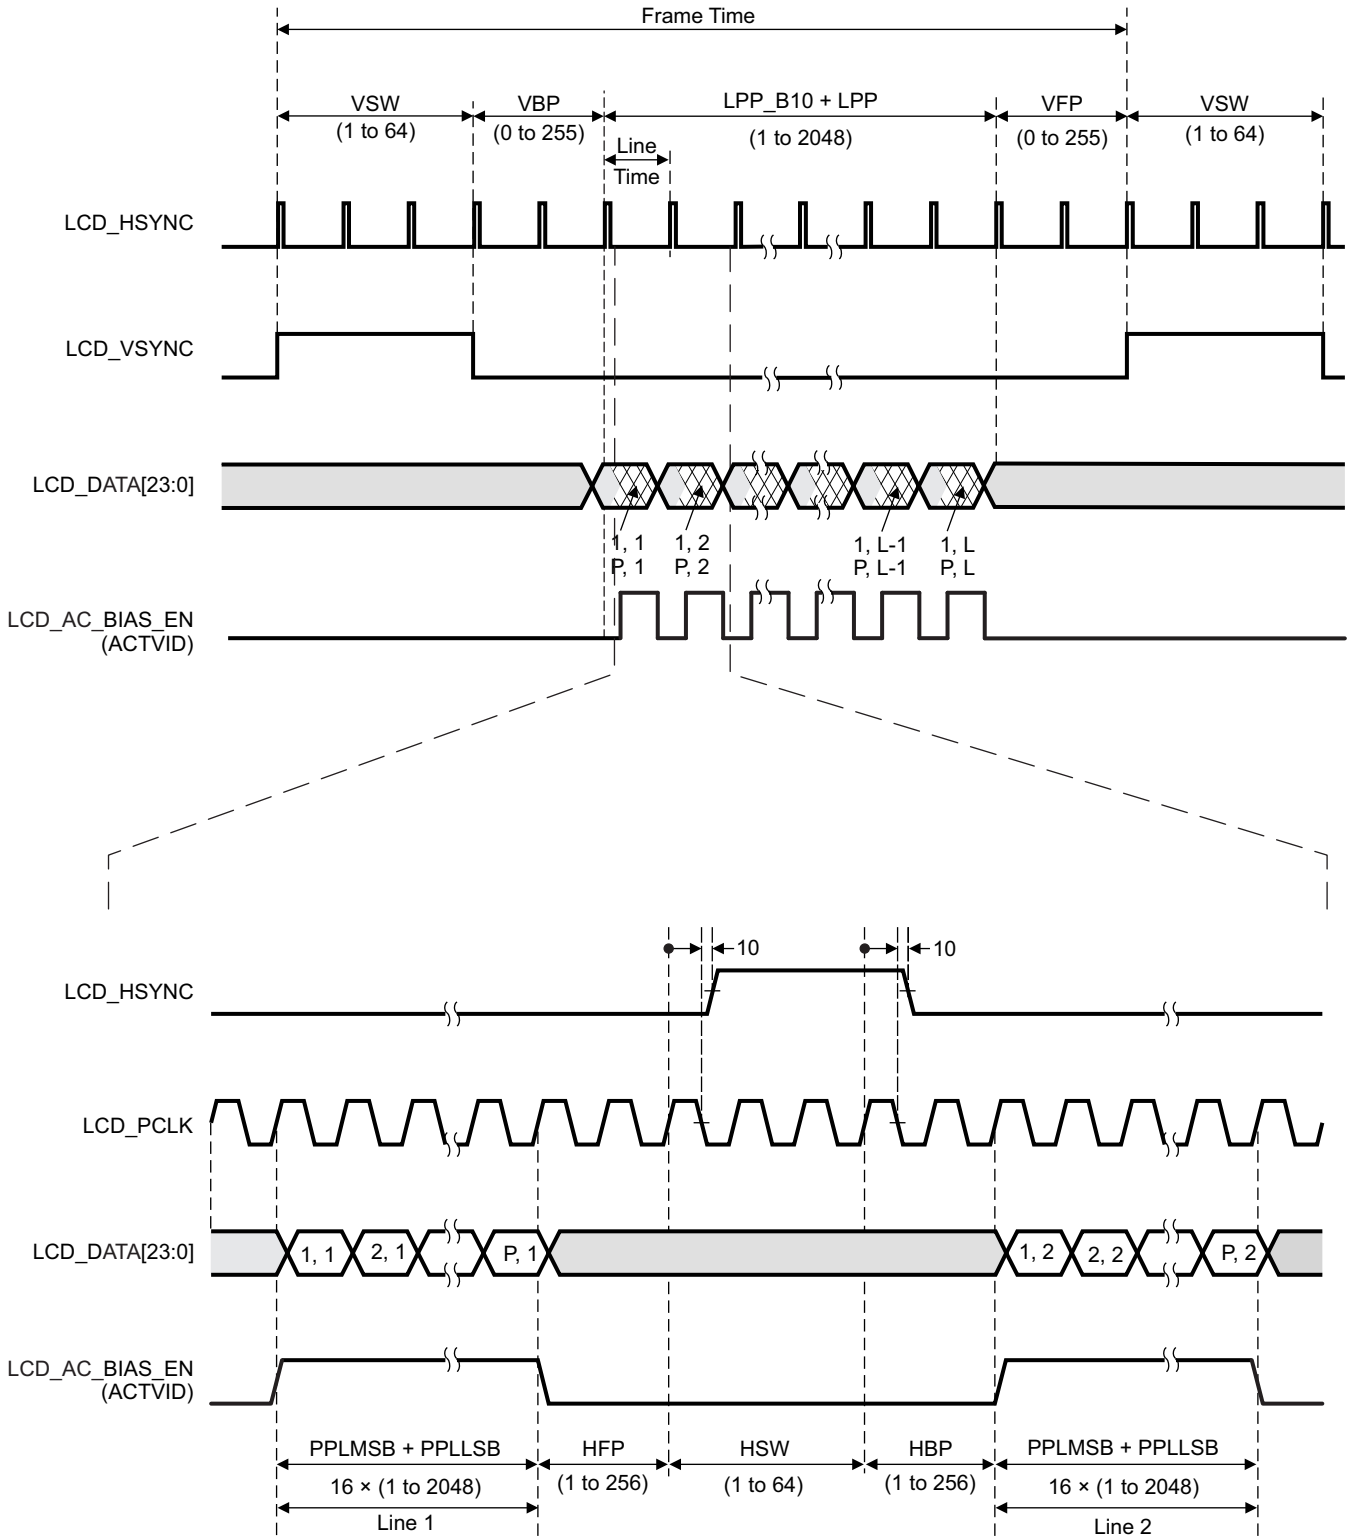 Frame Time
VSW
(1 to 64)
VBP
(0 to 255)
LPP_B10 + LPP
(1 to 2048)
VFP
(0 to 255)
VSW
(1 to 64)
Line
Time
LCD_HSYNC
LCD_VSYNC
LCD_DATA[23:0]
1, 1
P, 1
1, 2
P, 2
1, L-1
P, L-1
1, L
P, L
LCD_AC_BIAS_EN
(ACTVID)
10
10
LCD_HSYNC
LCD_PCLK
LCD_DATA[23:0]
1, 1
2, 1
P, 1
1, 2
2, 2
P, 2
LCD_AC_BIAS_EN
(ACTVID)
PPLMSB + PPLLSB
16 × (1 to 2048)
Line 1
HFP
(1 to 256)
HSW
(1 to 64)
HBP
(1 to 256)
PPLMSB + PPLLSB
16 × (1 to 2048)
Line 2